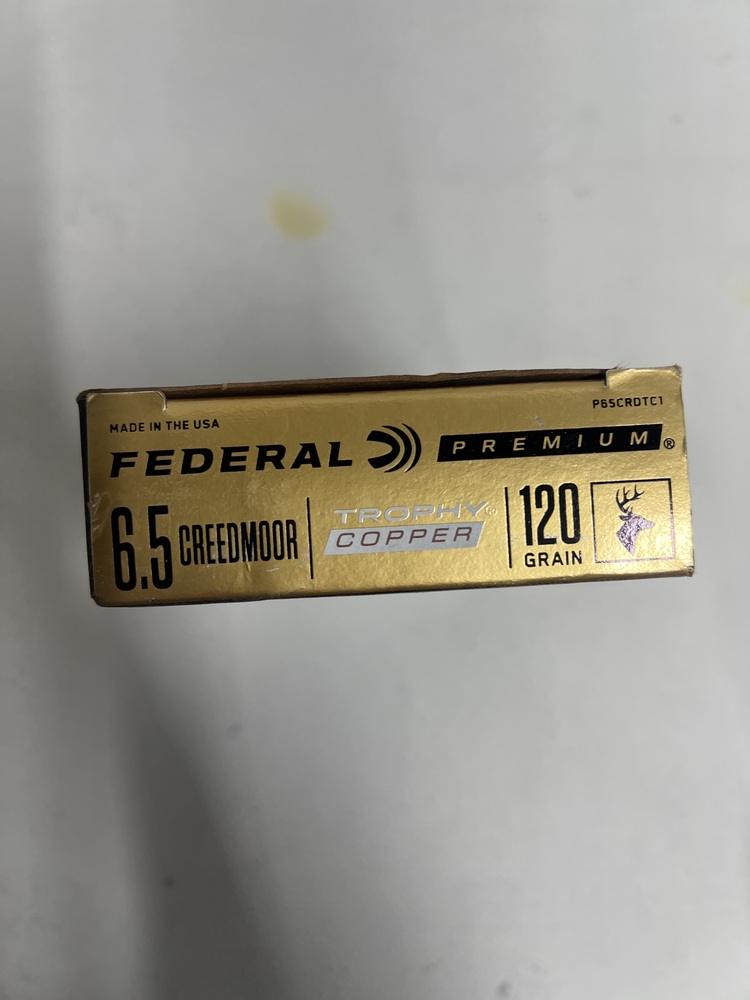 P65CRDTC1
MADE IN THE USA
FEDERAL PREMIUM®
6.5 CREEDMOOR
TROPHY®
COPPER
120
GRAIN